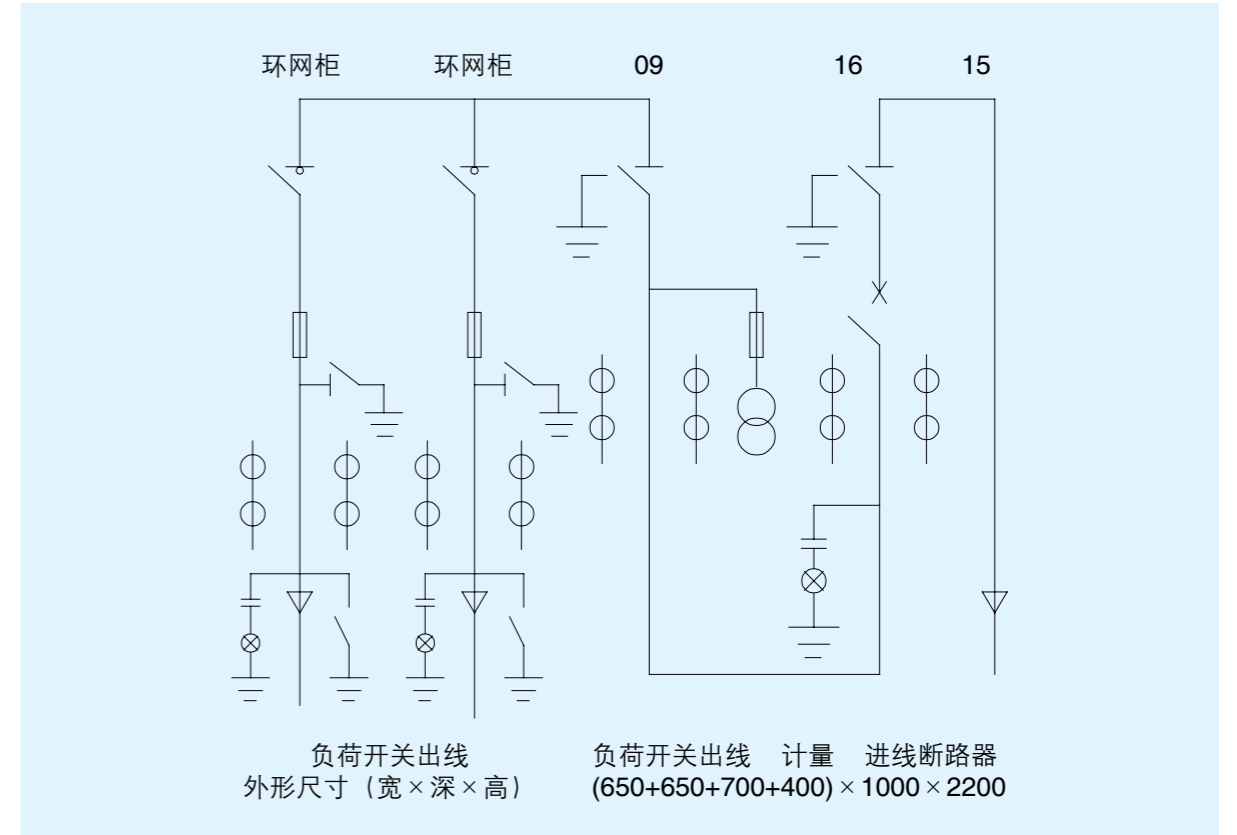 环网柜 环网柜 09 16 15
负荷开关出线 负荷开关出线 计量 进线断路器
外形尺寸（宽×深×高） (650+650+700+400)×1000×2200